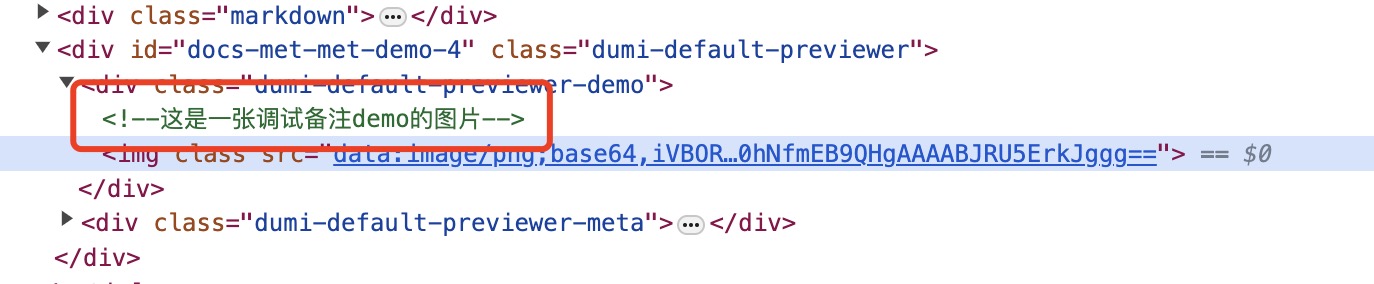 <div class="markdown">…</div>
<div id="docs-met-met-demo-4" class="dumi-default-previewer">
<div class="dumi-default-previewer-demo">
<!--这是一张调试备注demo的图片-->
<img class src="data:image/png;base64,iVBOR…0hNfmEB9QHgAAAABJRU5ErkJggg=="> == $0
</div>
<div class="dumi-default-previewer-meta">…</div>
</div>